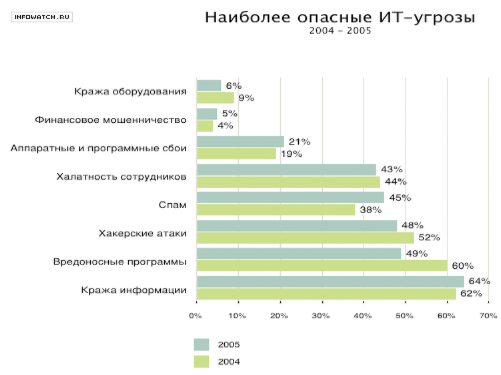 INFOWATCH.RU
Наиболее опасные ИТ-угрозы
2004 - 2005
Кража оборудования
6%
9%
Финансовое мошенничество
5%
4%
Аппаратные и программные сбои
21%
19%
Халатность сотрудников
43%
44%
Спам
45%
38%
Хакерские атаки
48%
52%
Вредоносные программы
49%
60%
Кража информации
64%
62%
0% 10% 20% 30% 40% 50% 60% 70%
2005
2004